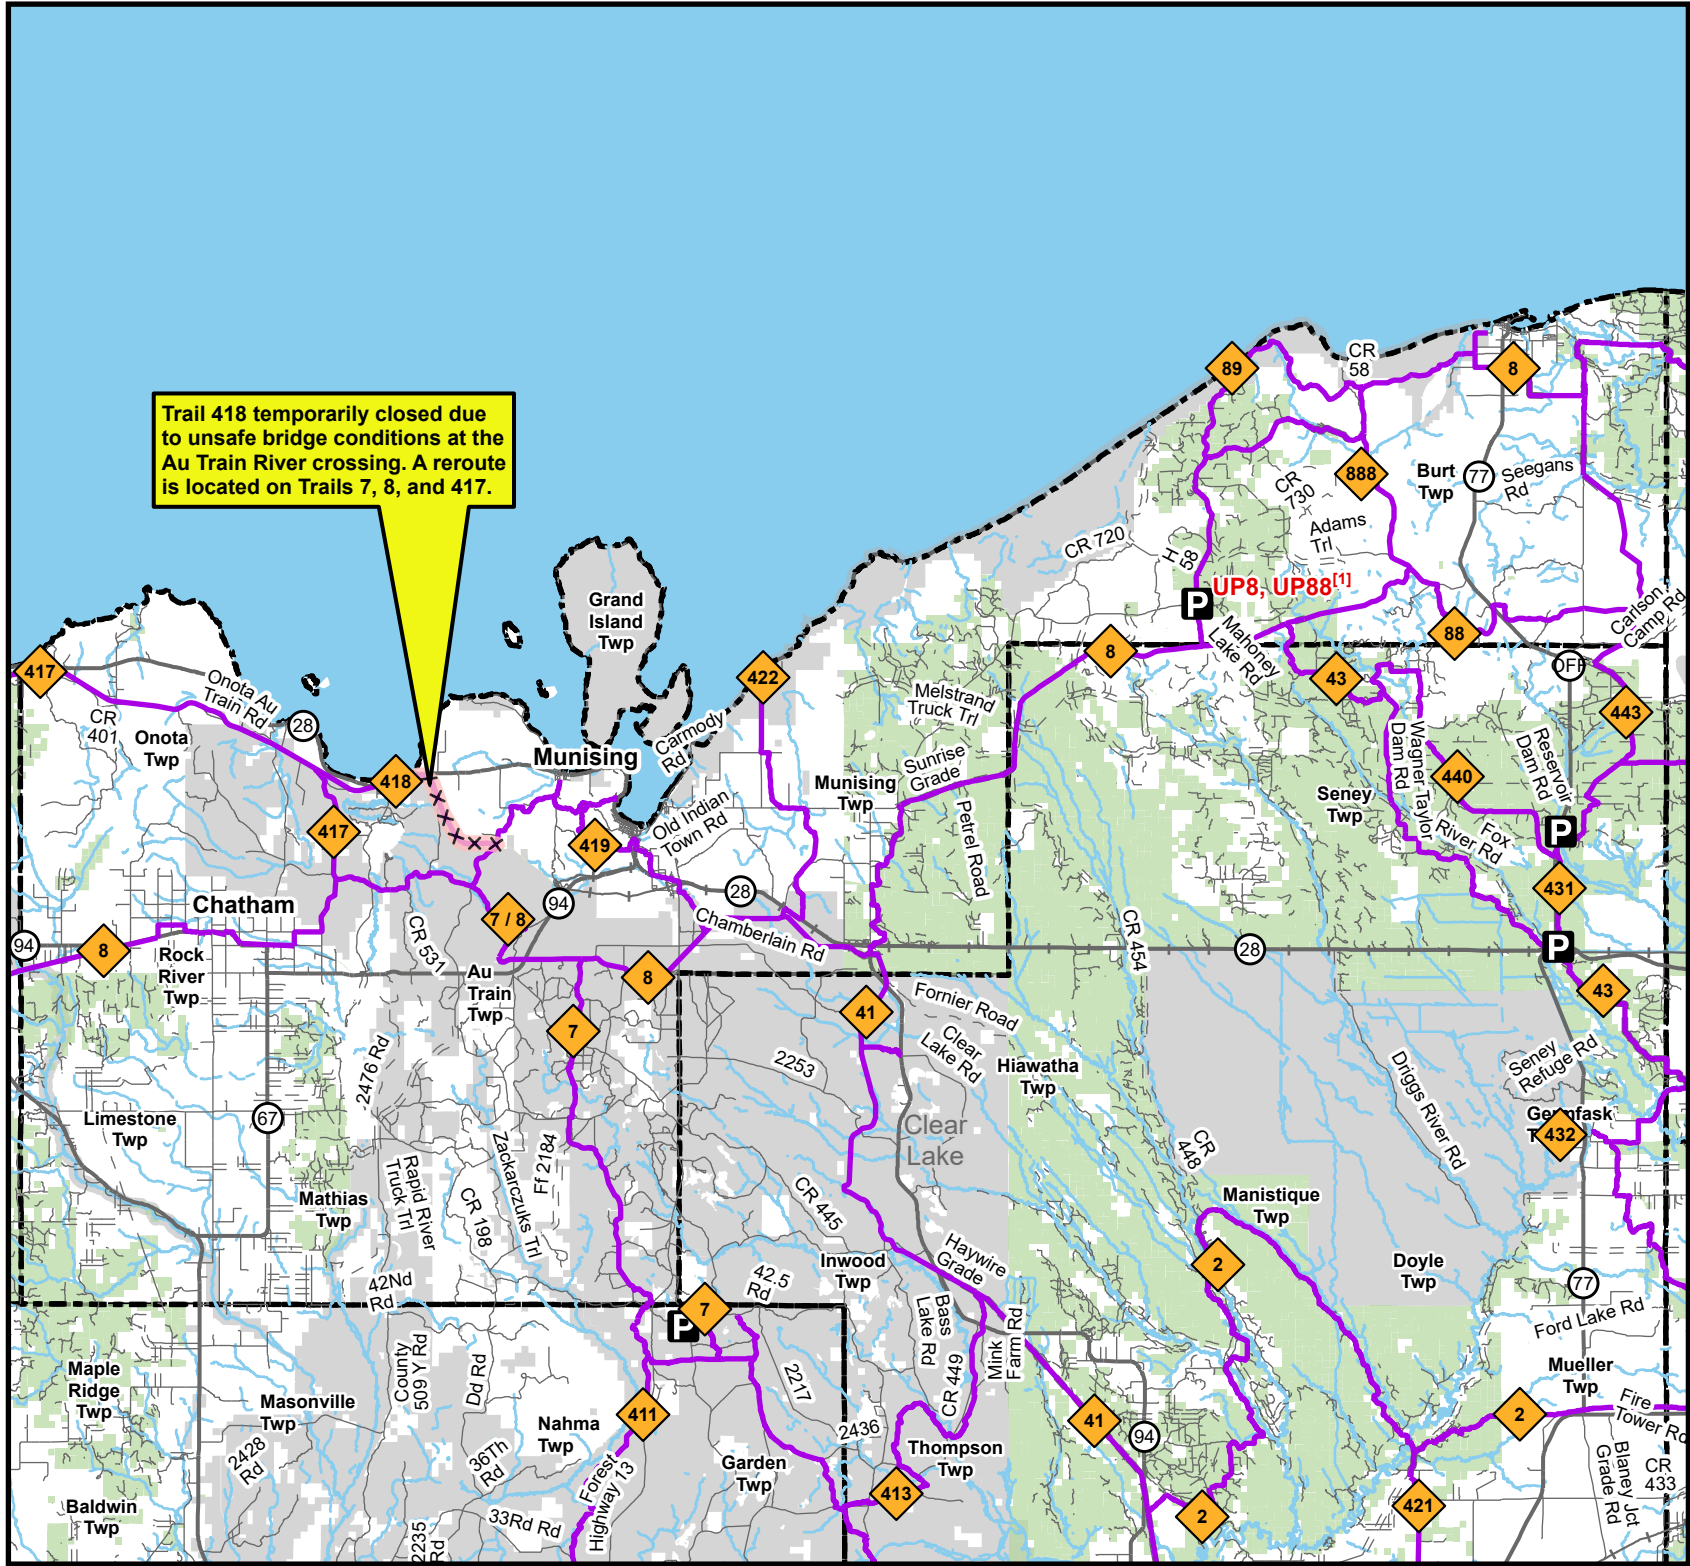 Trail 418 temporarily closed due
to unsafe bridge conditions at the
Au Train River crossing. A reroute
is located on Trails 7, 8, and 417.
89
CR
58
8
888
CR
730
Adams
Trl
Burt
Twp
77
Seegans
Rd
CR 720
H
58
UP8, UP88[1]
P
Grand
Island
Twp
Mahoney
Lake Rd
88
Carlson
Camp Rd
8
43
OFF
443
417
Onota Au
Train Rd
28
CR
401
Onota
Twp
422
Carmody
Rd
Munising
Melstrand
Truck Trl
Sunrise
Grade
Munising
Twp
Petrel Road
418
417
419
Old Indian
Town Rd
Wagner Taylor
Dam Rd
440
Reservoir
Dam Rd
Seney
Twp
Fox
River Rd
P
431
P
43
Chatham
7 / 8
94
28
Chamberlain Rd
CR 531
94
8
Rock
River
Twp
Au
Train
Twp
8
7
41
Fornier Road
Clear
Lake Rd
CR 454
28
2253
Hiawatha
Twp
Clear
Lake
2476 Rd
Limestone
Twp
67
Driggs River Rd
Seney
Refuge Rd
Germfask
432
CR
448
Ff 2184
Zackarczuks Trl
Rapid River
Truck Trl
CR 198
Mathias
Twp
CR 445
Manistique
Twp
2
Haywire
Grade
Inwood
Twp
Doyle
Twp
42Nd
Rd
42.5
Rd
7
P
Bass
Lake Rd
CR 449
Mink
Farm Rd
77
Ford Lake Rd
Maple
Ridge
Twp
County
509 Y Rd
Dd Rd
2217
Mueller
Twp
Masonville
Twp
411
Nahma
Twp
2436
41
94
2
Fire
Tower Rd
2428
Rd
36Th
Rd
Forest
Highway 13
Garden
Twp
Thompson
Twp
413
Blaney Jct
Grade Rd
CR
433
Baldwin
Twp
2235
Rd
33Rd Rd
2
421